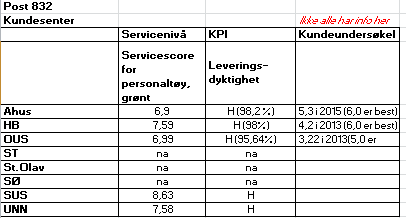 Post 832
Kundesenter Ikke alle har info her
Servicenivå KPI Kundeundersøkel
Servicescore for personaltøy, grønt Leverings-dyktighet
Ahus 6,9 H (98,2 %) 5,3 i 2015 (6,0 er best)
HB 7,59 H (98%) 4,2 i 2013 (6,0 er best)
OUS 6,99 H (95,64%) 3,22 i 2013(5,0 er
ST na na
St.Olav na na
SØ na na
SUS 8,63 H
UNN 7,58 H